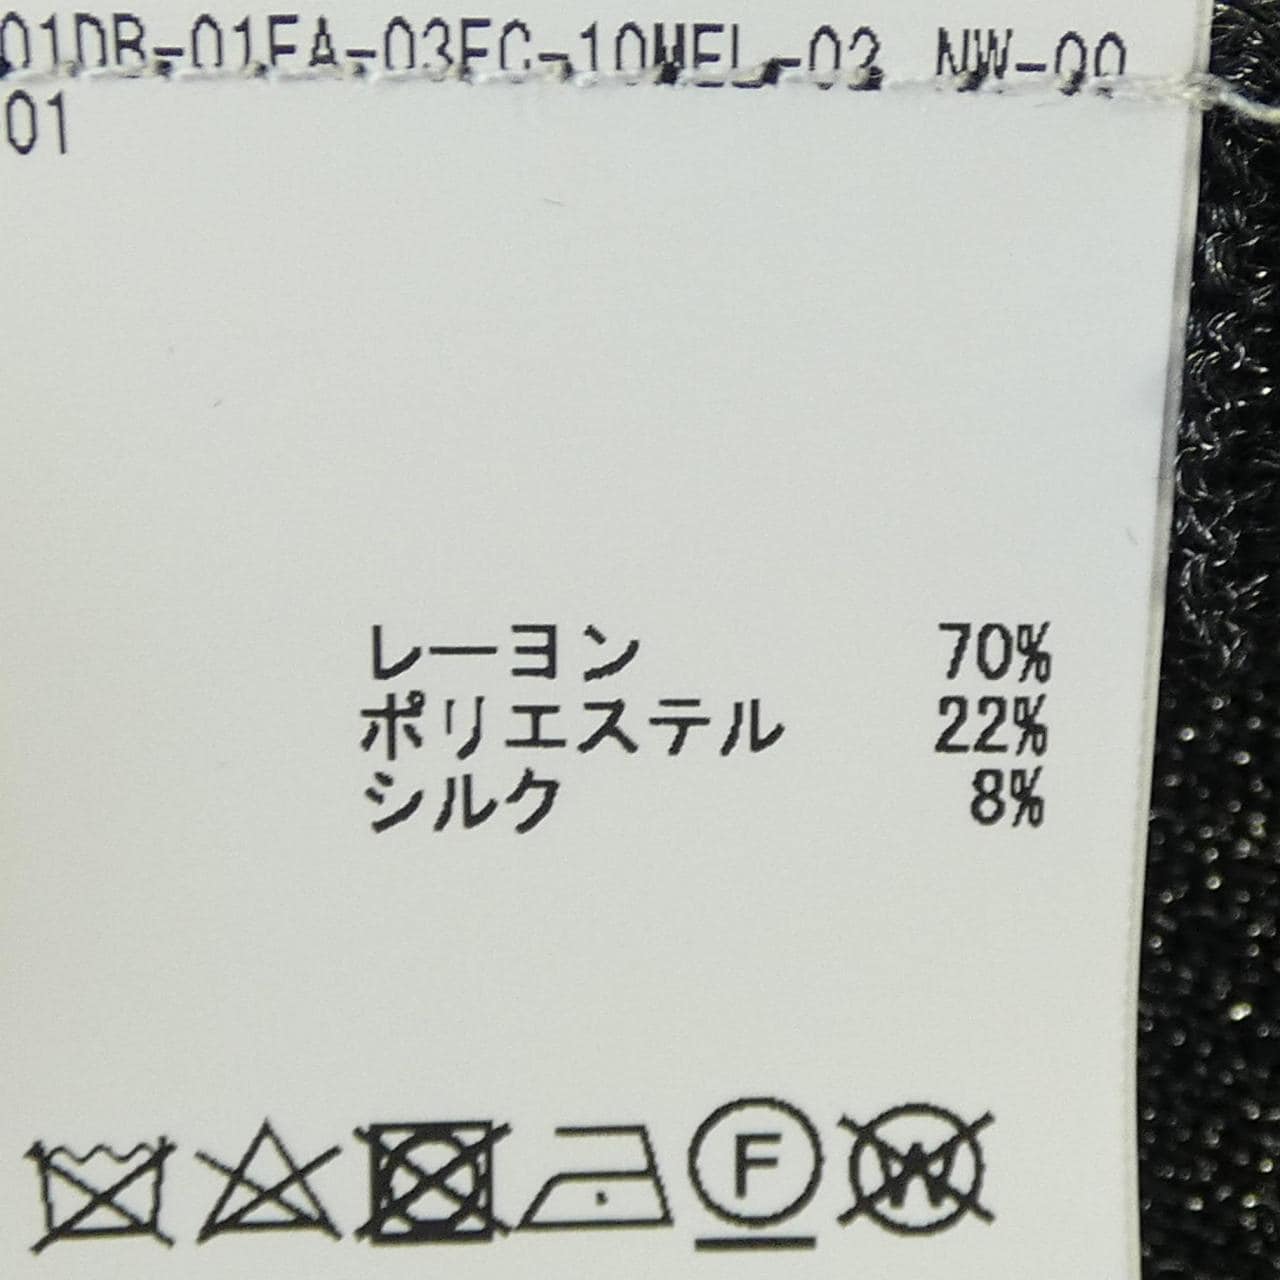 01DB-01FA-03FC-10MFL-03 NW-00
01
レーヨン 70%
ポリエステル 22%
シルク 8%
F
W